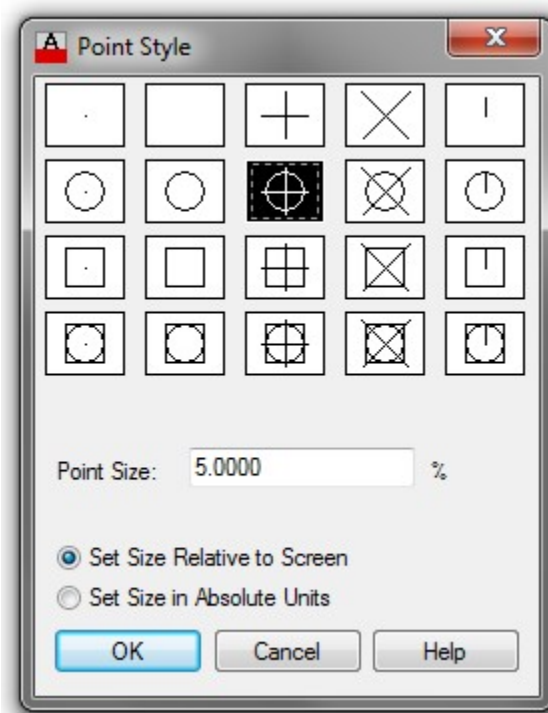 Point Style
Point Size: 5.0000 %
Set Size Relative to Screen
Set Size in Absolute Units
OK Cancel Help